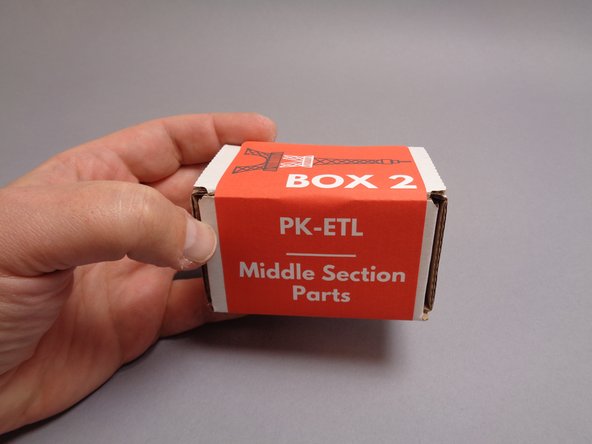 BOX 2
PK-ETL
Middle Section
Parts